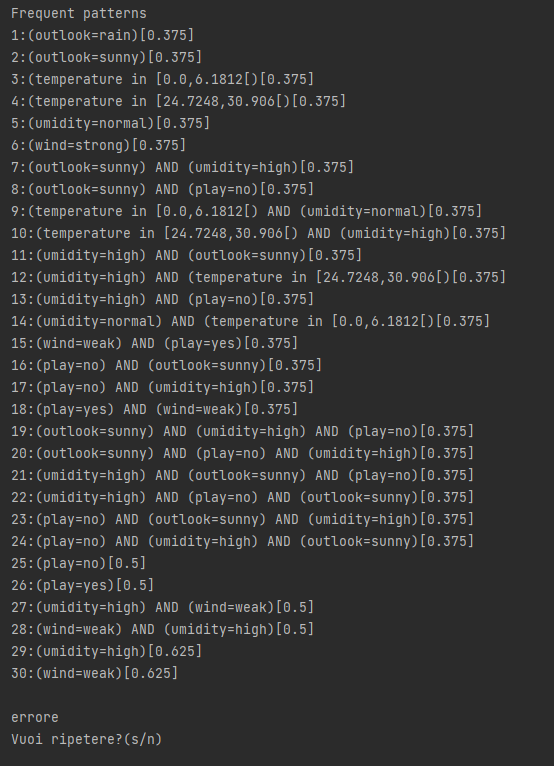 Frequent patterns
1:(outlook=rain)[0.375]
2:(outlook=sunny)[0.375]
3:(temperature in [0.0,6.1812[)[0.375]
4:(temperature in [24.7248,30.906[)[0.375]
5:(umidity=normal)[0.375]
6:(wind=strong)[0.375]
7:(outlook=sunny) AND (umidity=high)[0.375]
8:(outlook=sunny) AND (play=no)[0.375]
9:(temperature in [0.0,6.1812[) AND (umidity=normal)[0.375]
10:(temperature in [24.7248,30.906[) AND (umidity=high)[0.375]
11:(umidity=high) AND (outlook=sunny)[0.375]
12:(umidity=high) AND (temperature in [24.7248,30.906[)[0.375]
13:(umidity=high) AND (play=no)[0.375]
14:(umidity=normal) AND (temperature in [0.0,6.1812[)[0.375]
15:(wind=weak) AND (play=yes)[0.375]
16:(play=no) AND (outlook=sunny)[0.375]
17:(play=no) AND (umidity=high)[0.375]
18:(play=yes) AND (wind=weak)[0.375]
19:(outlook=sunny) AND (umidity=high) AND (play=no)[0.375]
20:(outlook=sunny) AND (play=no) AND (umidity=high)[0.375]
21:(umidity=high) AND (outlook=sunny) AND (play=no)[0.375]
22:(umidity=high) AND (play=no) AND (outlook=sunny)[0.375]
23:(play=no) AND (outlook=sunny) AND (umidity=high)[0.375]
24:(play=no) AND (umidity=high) AND (outlook=sunny)[0.375]
25:(play=no)[0.5]
26:(play=yes)[0.5]
27:(umidity=high) AND (wind=weak)[0.5]
28:(wind=weak) AND (umidity=high)[0.5]
29:(umidity=high)[0.625]
30:(wind=weak)[0.625]
errore
Vuoi ripetere?(s/n)